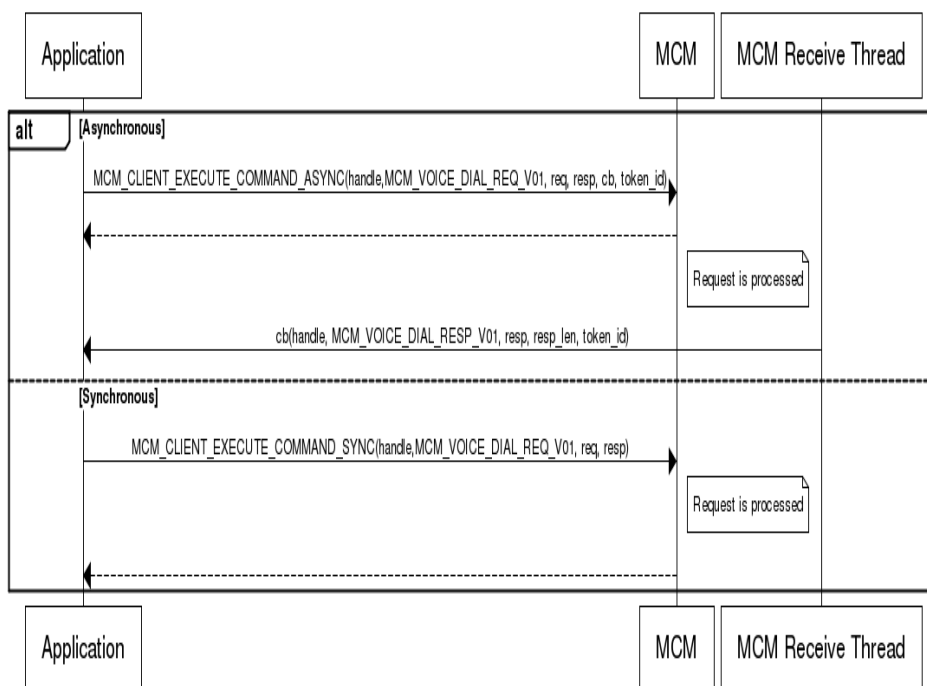 Application
MCM
MCM Receive Thread
alt
[Asynchronous]
MCM_CLIENT_EXECUTE_COMMAND_ASYNC(handle,MCM_VOICE_DIAL_REQ_V01, req, resp, cb, token_id)
Request is processed
cb(handle, MCM_VOICE_DIAL_RESP_V01, resp, resp_len, token_id)
[Synchronous]
MCM_CLIENT_EXECUTE_COMMAND_SYNC(handle,MCM_VOICE_DIAL_REQ_V01, req, resp)
Request is processed
Application
MCM
MCM Receive Thread